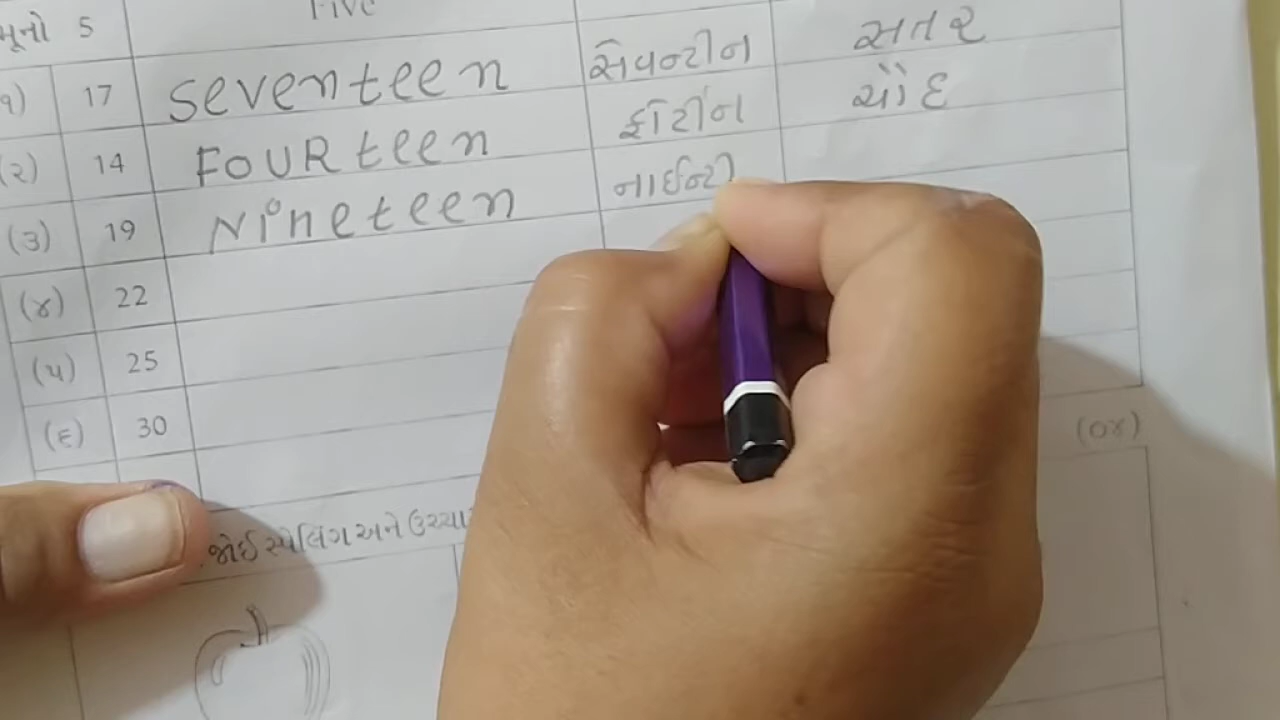 મૂનો 5 Five
૧) 17 Seventeen સેવન્ટીન સતર
(૨) 14 FOURteen ફોર્ટીન ચૌદ
(૩) 19 Nineteen નાઈન્ટી
(૪) 22
(૫) 25
(૬) 30
(૦૪)
જોઈ સ્પેલિંગ અને ઉચ્ચા